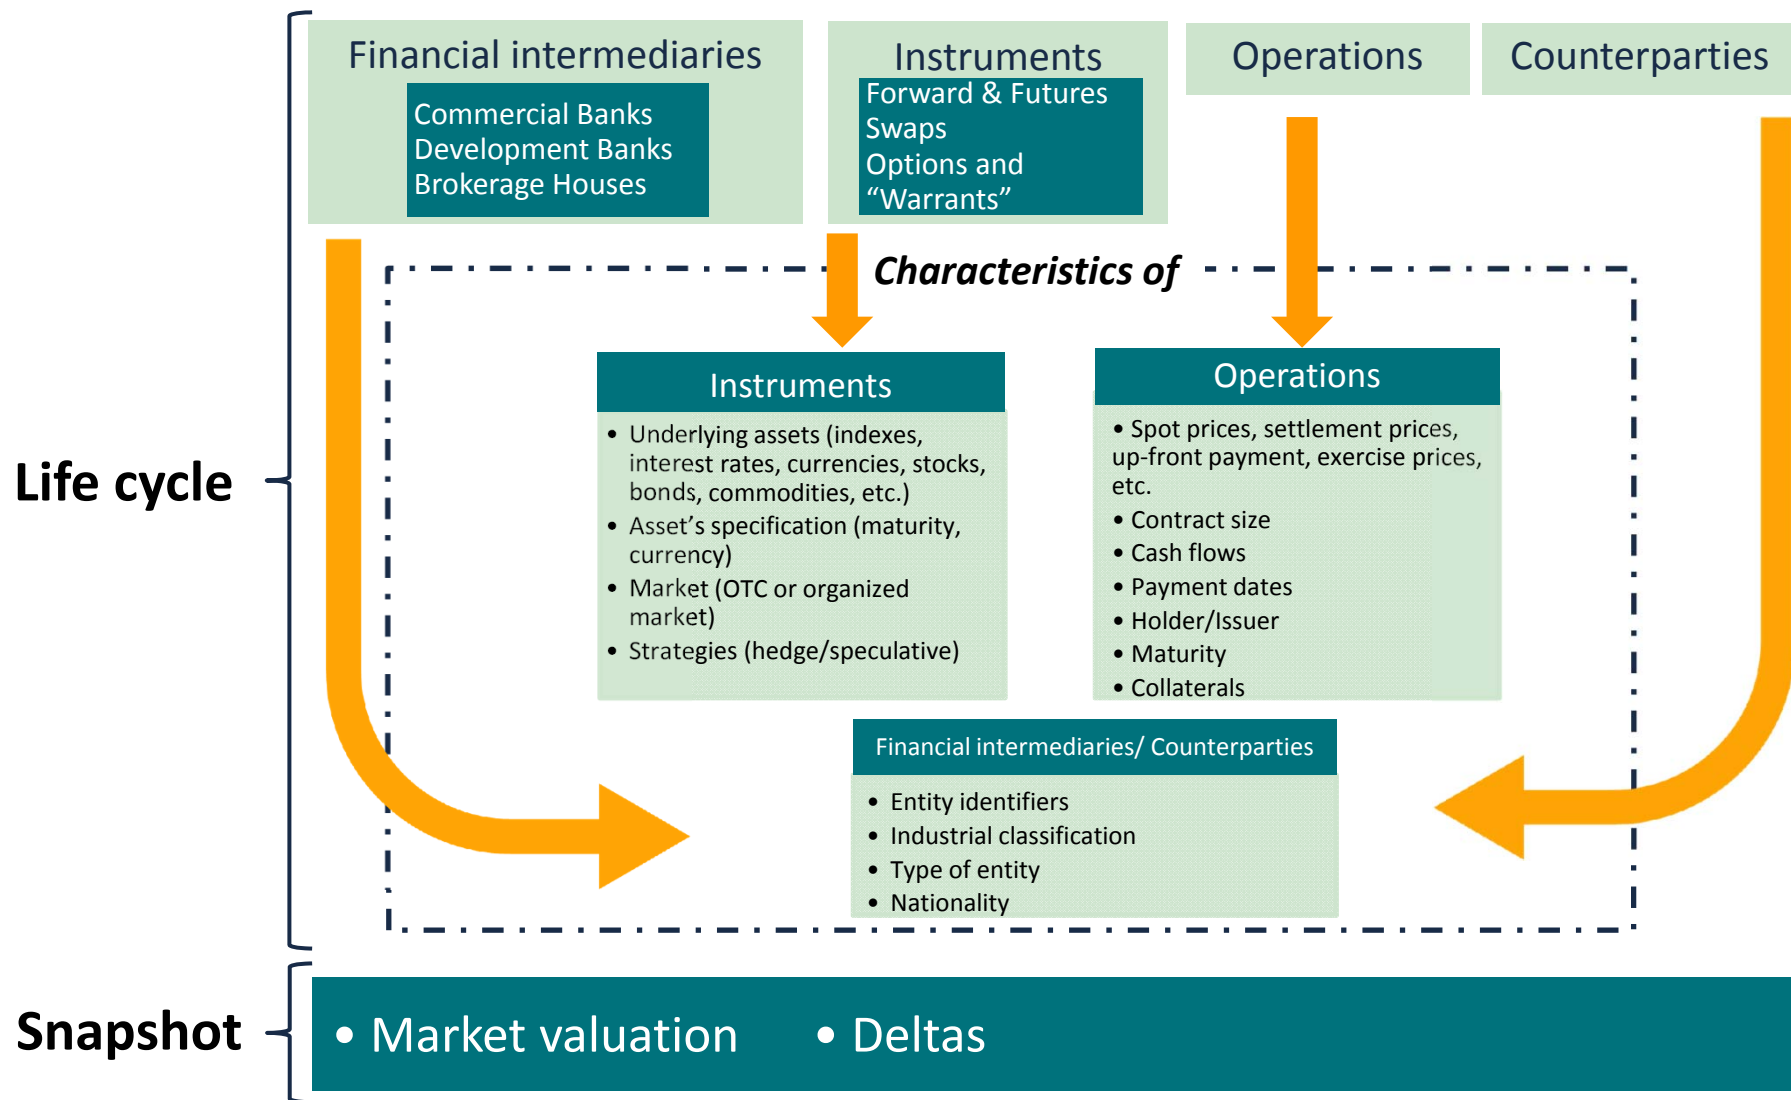 Financial intermediaries
Commercial Banks
Development Banks
Brokerage Houses
Instruments
Forward & Futures
Swaps
Options and
“Warrants”
Operations
Counterparties
Characteristics of
Life cycle
Instruments
• Underlying assets (indexes,
interest rates, currencies, stocks,
bonds, commodities, etc.)
• Asset’s specification (maturity,
currency)
• Market (OTC or organized
market)
• Strategies (hedge/speculative)
Operations
• Spot prices, settlement prices,
up-front payment, exercise prices,
etc.
• Contract size
• Cash flows
• Payment dates
• Holder/Issuer
• Maturity
• Collaterals
Financial intermediaries/ Counterparties
• Entity identifiers
• Industrial classification
• Type of entity
• Nationality
Snapshot
• Market valuation • Deltas